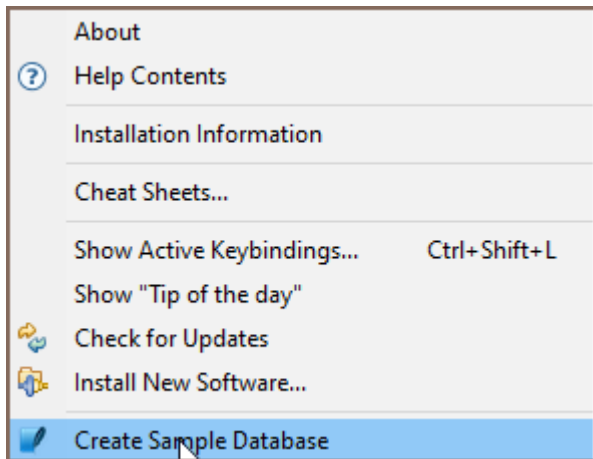 About
Help Contents
Installation Information
Cheat Sheets...
Show Active Keybindings... Ctrl+Shift+L
Show "Tip of the day"
Check for Updates
Install New Software...
Create Sample Database